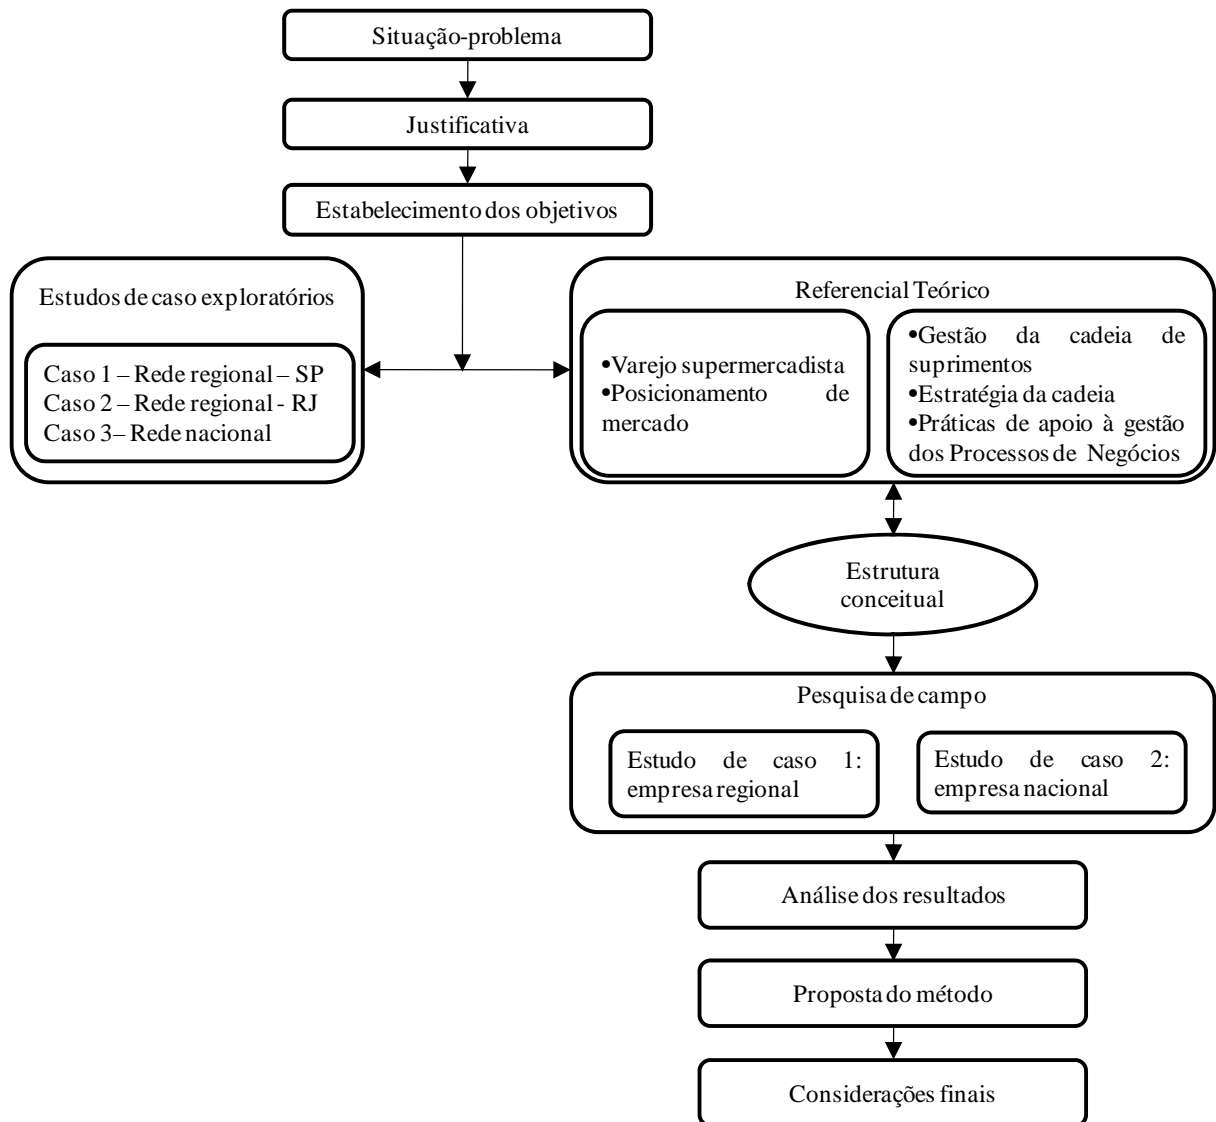 Situação-problema
Justificativa
Estabelecimento dos objetivos
Estudos de caso exploratórios
Caso 1 – Rede regional – SP
Caso 2 – Rede regional - RJ
Caso 3– Rede nacional
Referencial Teórico
•Varejo supermercadista
•Posicionamento de
mercado
•Gestão da cadeia de
suprimentos
•Estratégia da cadeia
•Práticas de apoio à gestão
dos Processos de Negócios
Estrutura
conceitual
Pesquisa de campo
Estudo de caso 1:
empresa regional
Estudo de caso 2:
empresa nacional
Análise dos resultados
Proposta do método
Considerações finais